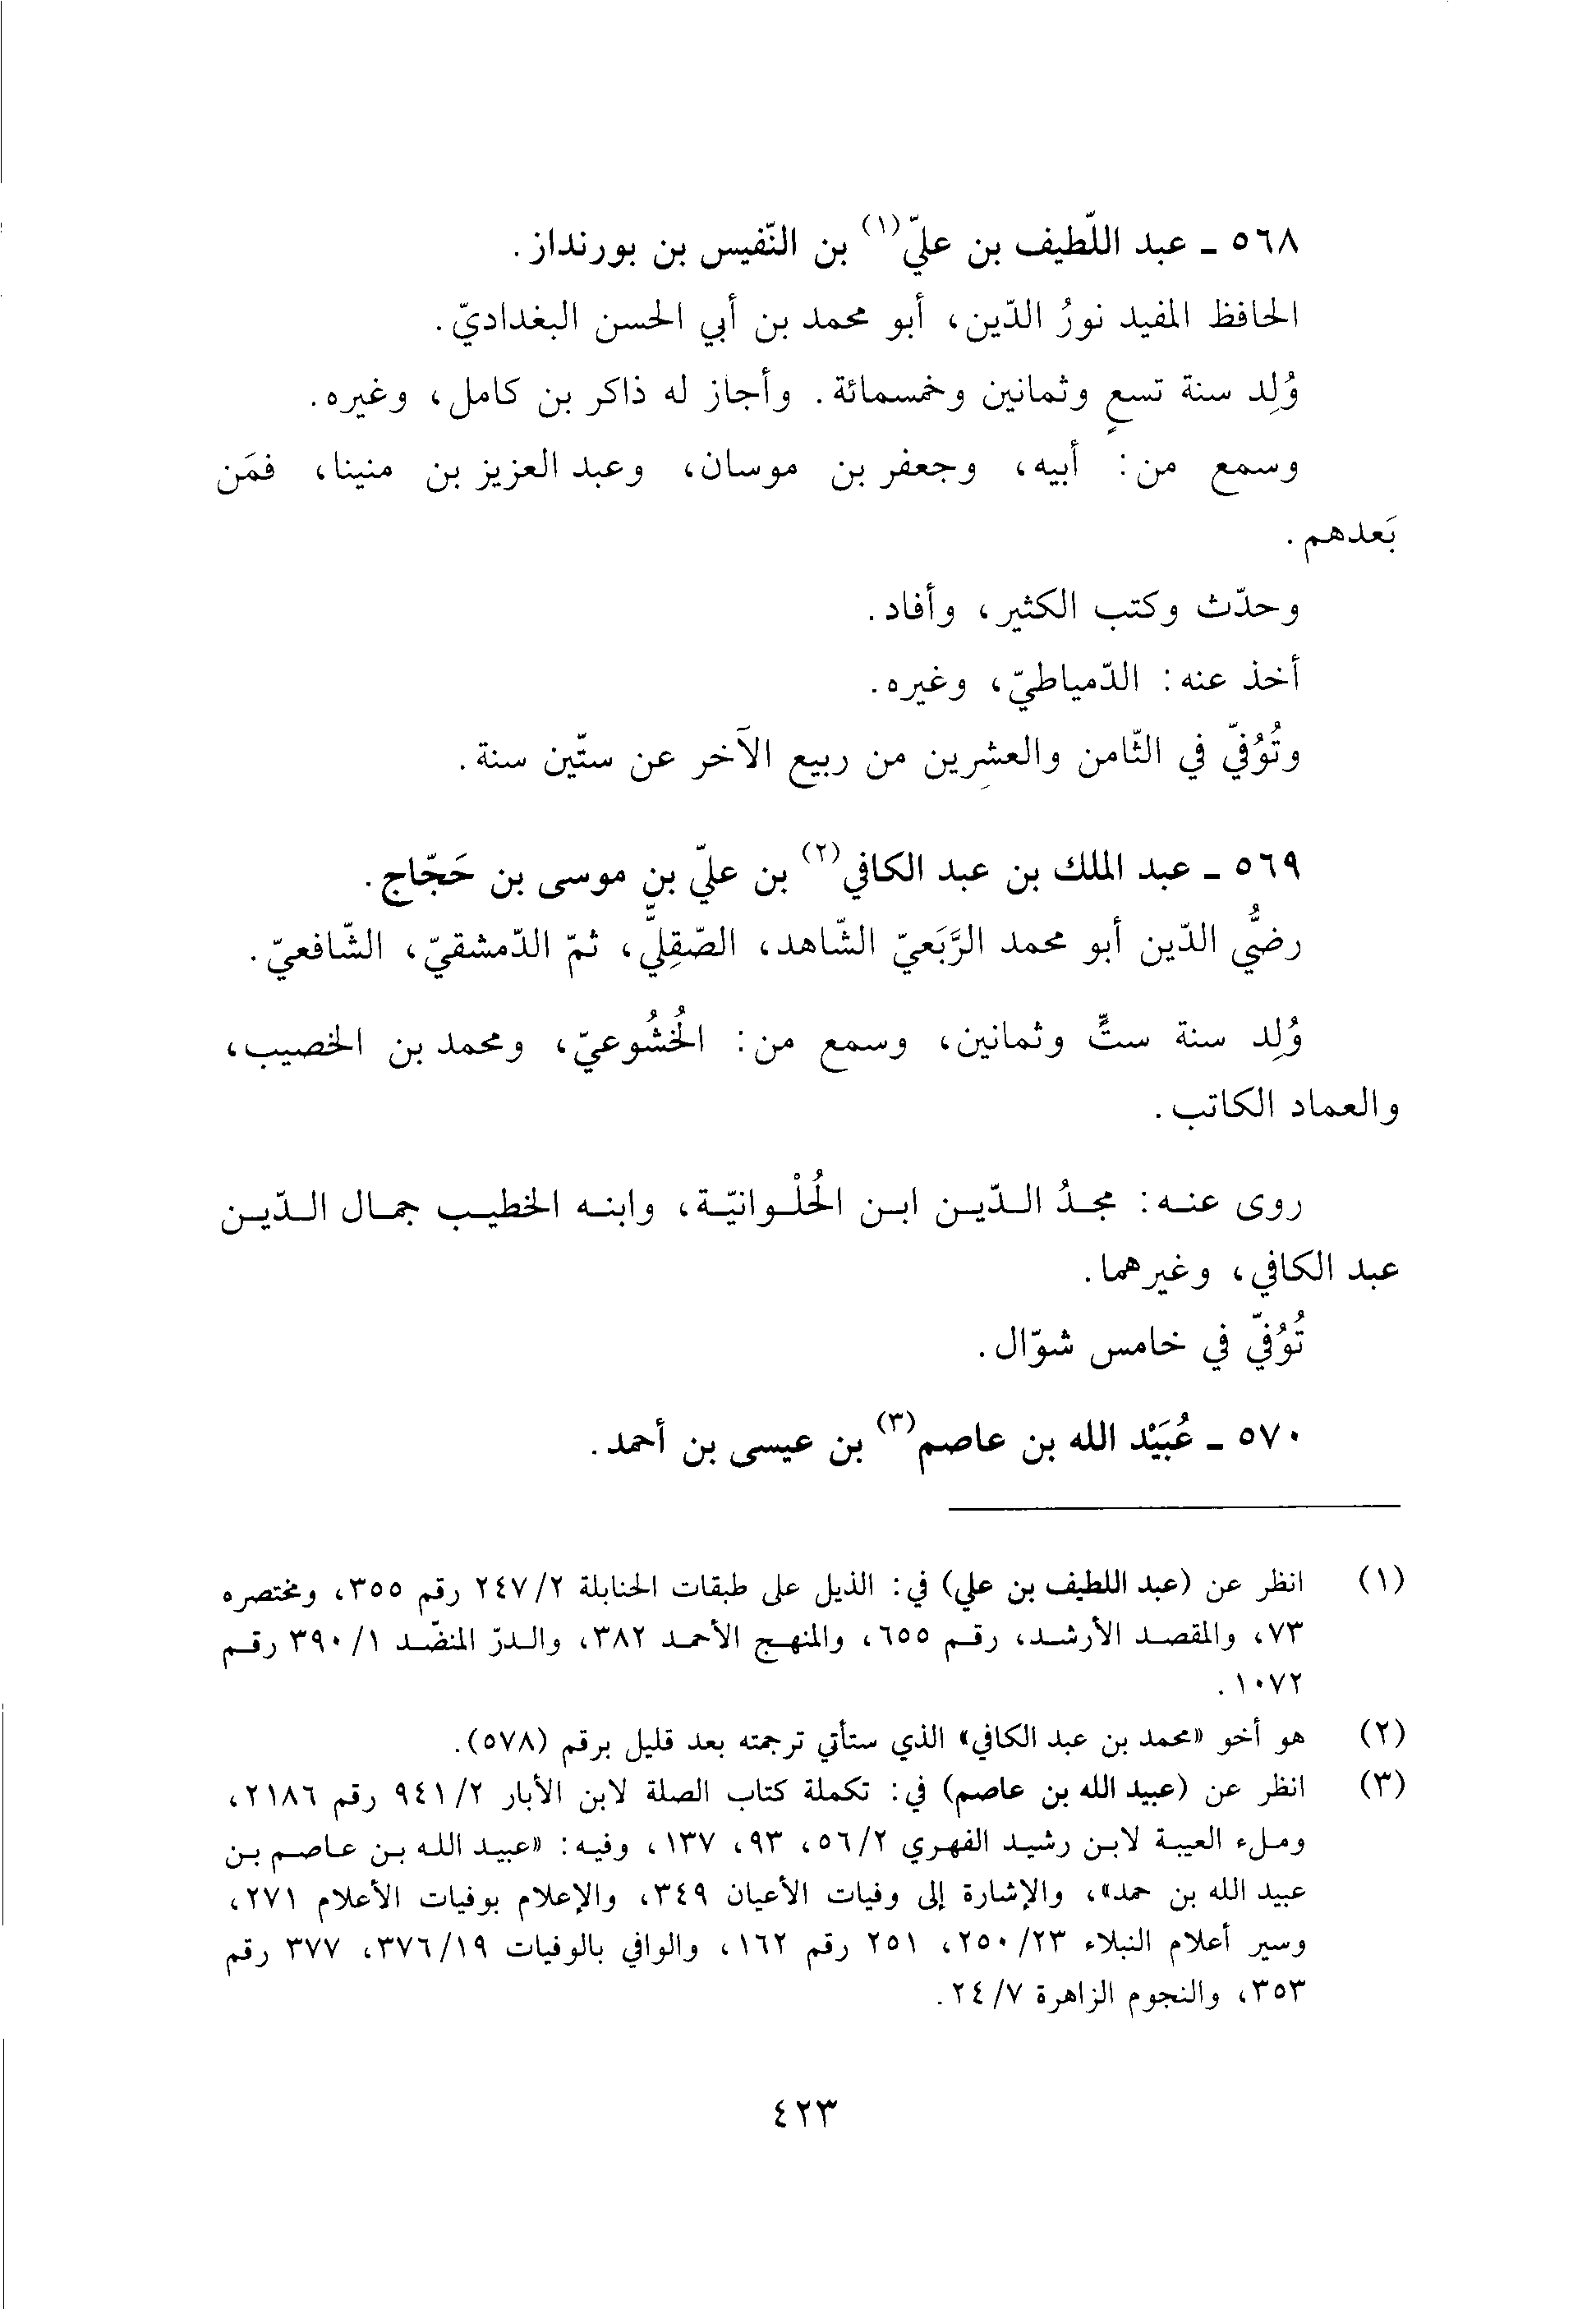 ٥٦٨ ـ عبد اللّطيف بن عليّ(١) بن النّفيس بن بورنداز.
الحافظ المفيد نورُ الدّين، أبو محمد بن أبي الحسن البغداديّ.
وُلِد سنة تسعٍ وثمانين وخمسمائة. وأجاز له ذاكر بن كامل، وغيره.
وسمع من: أبيه، وجعفر بن موسان، وعبد العزيز بن منينا، فمَن
بَعدهم.
وحدّث وكتب الكثير، وأفاد.
أخذ عنه: الدّمياطيّ، وغيره.
وتُوُفيّ في الثّامن والعشرين من ربيع الآخر عن ستّين سنة.
٥٦٩ ـ عبد الملك بن عبد الكافي(٢) بن عليّ بن موسى بن حَجّاج.
رضيُّ الدّين أبو محمد الرَّبَعيّ الشّاهد، الصّقِليّ، ثمّ الدّمشقيّ، الشّافعيّ.
وُلِد سنة ستٍّ وثمانين، وسمع من: الخُشُوعيّ، ومحمد بن الخصيب،
والعماد الكاتب.
روى عنه: مجدُ الدّين ابن الحُلْوانيّة، وابنه الخطيب جمال الدّين
عبد الكافي، وغيرهما.
تُوُفيّ في خامس شوّال.
٥٧٠ ـ عُبَيْد الله بن عاصم(٣) بن عيسى بن أحمد.
(١) انظر عن (عبد اللطيف بن علي) في: الذيل على طبقات الحنابلة ٢/٢٤٧ رقم ٣٥٥، ومختصره
٧٣، والمقصد الأرشد، رقم ٦٥٥، والمنهج الأحمد ٣٨٢، والدرّ المنضّد ١/٣٩٠ رقم
١٠٧٢.
(٢) هو أخو «محمد بن عبد الكافي» الذي ستأتي ترجمته بعد قليل برقم (٥٧٨).
(٣) انظر عن (عبيد الله بن عاصم) في: تكملة كتاب الصلة لابن الأبار ٢/٩٤١ رقم ٢١٨٦،
وملء العيبة لابن رشيد الفهري ٢/٥٦، ٩٣، ١٣٧، وفيه: «عبيد الله بن عاصم بن
عبيد الله بن حمد»، والإشارة إلى وفيات الأعيان ٣٤٩، والإعلام بوفيات الأعلام ٢٧١،
وسير أعلام النبلاء ٢٣/٢٥٠، ٢٥١ رقم ١٦٢، والوافي بالوفيات ١٩/٣٧٦، ٣٧٧ رقم
٣٥٣، والنجوم الزاهرة ٧/٢٤.
٤٢٣